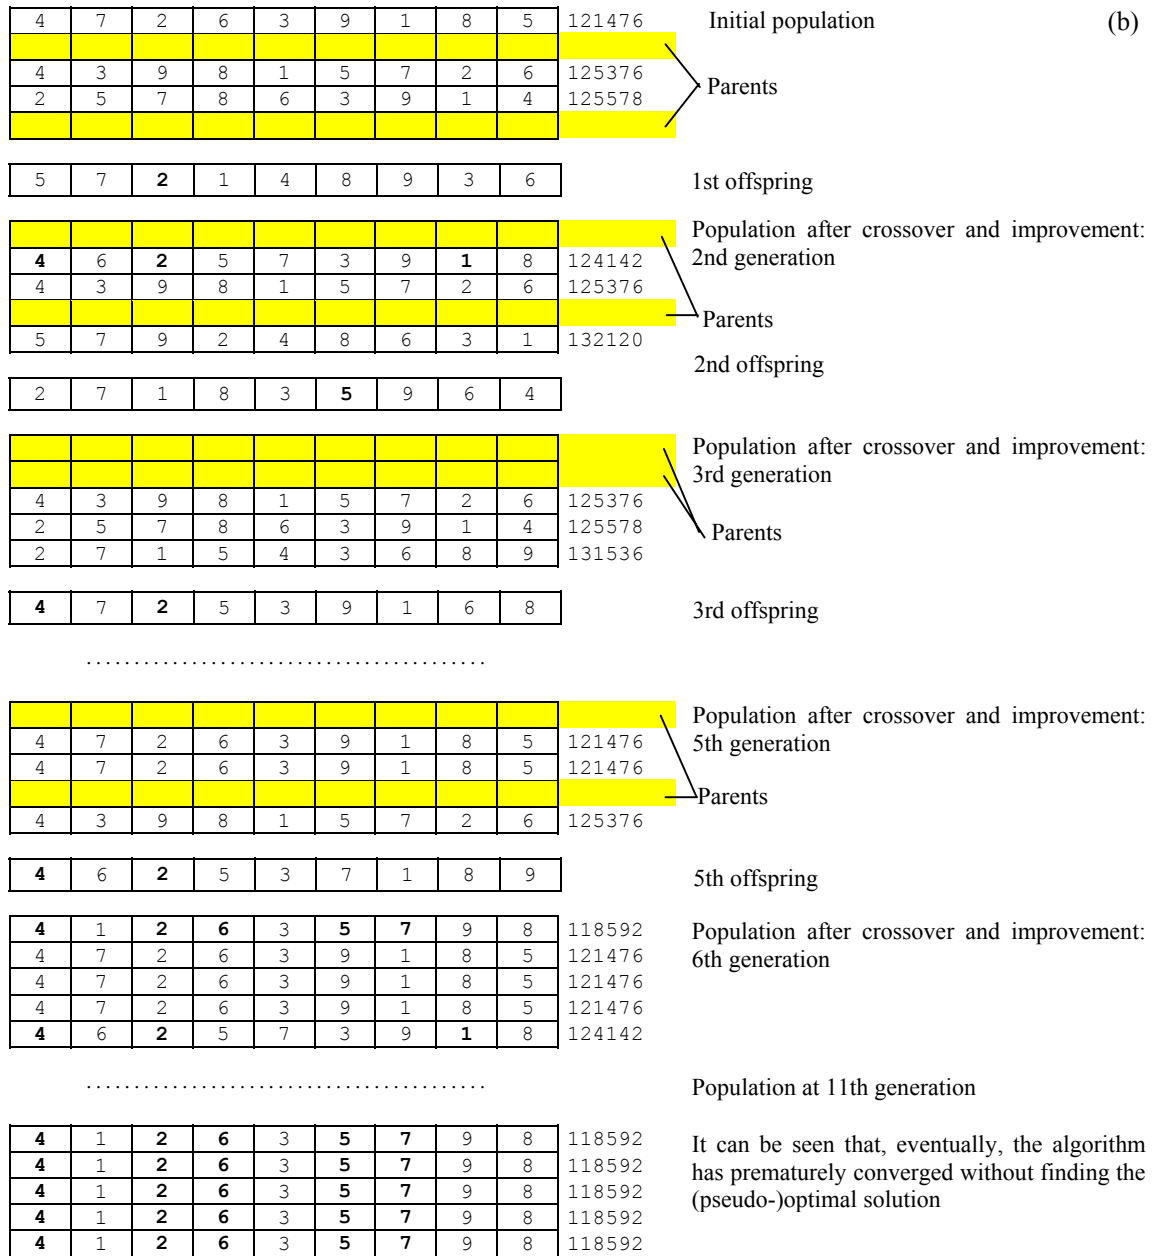 4 7 2 6 3 9 1 8 5 121476 Initial population (b)
4 3 9 8 1 5 7 2 6 125376
Parents
2 5 7 8 6 3 9 1 4 125578
5 7 2 1 4 8 9 3 6 1st offspring
Population after crossover and improvement:
4 6 2 5 7 3 9 1 8 124142 2nd generation
4 3 9 8 1 5 7 2 6 125376
Parents
5 7 9 2 4 8 6 3 1 132120
2nd offspring
2 7 1 8 3 5 9 6 4
Population after crossover and improvement:
3rd generation
4 3 9 8 1 5 7 2 6 125376
2 5 7 8 6 3 9 1 4 125578
Parents
2 7 1 5 4 3 6 8 9 131536
4 7 2 5 3 9 1 6 8 3rd offspring
..........................................
Population after crossover and improvement:
4 7 2 6 3 9 1 8 5 121476 5th generation
4 7 2 6 3 9 1 8 5 121476
Parents
4 3 9 8 1 5 7 2 6 125376
4 6 2 5 3 7 1 8 9 5th offspring
4 1 2 6 3 5 7 9 8 118592 Population after crossover and improvement:
4 7 2 6 3 9 1 8 5 121476 6th generation
4 7 2 6 3 9 1 8 5 121476
4 7 2 6 3 9 1 8 5 121476
4 6 2 5 7 3 9 1 8 124142
.......................................... Population at 11th generation
4 1 2 6 3 5 7 9 8 118592 It can be seen that, eventually, the algorithm
4 1 2 6 3 5 7 9 8 118592 has prematurely converged without finding the
4 1 2 6 3 5 7 9 8 118592 (pseudo-)optimal solution
4 1 2 6 3 5 7 9 8 118592
4 1 2 6 3 5 7 9 8 118592